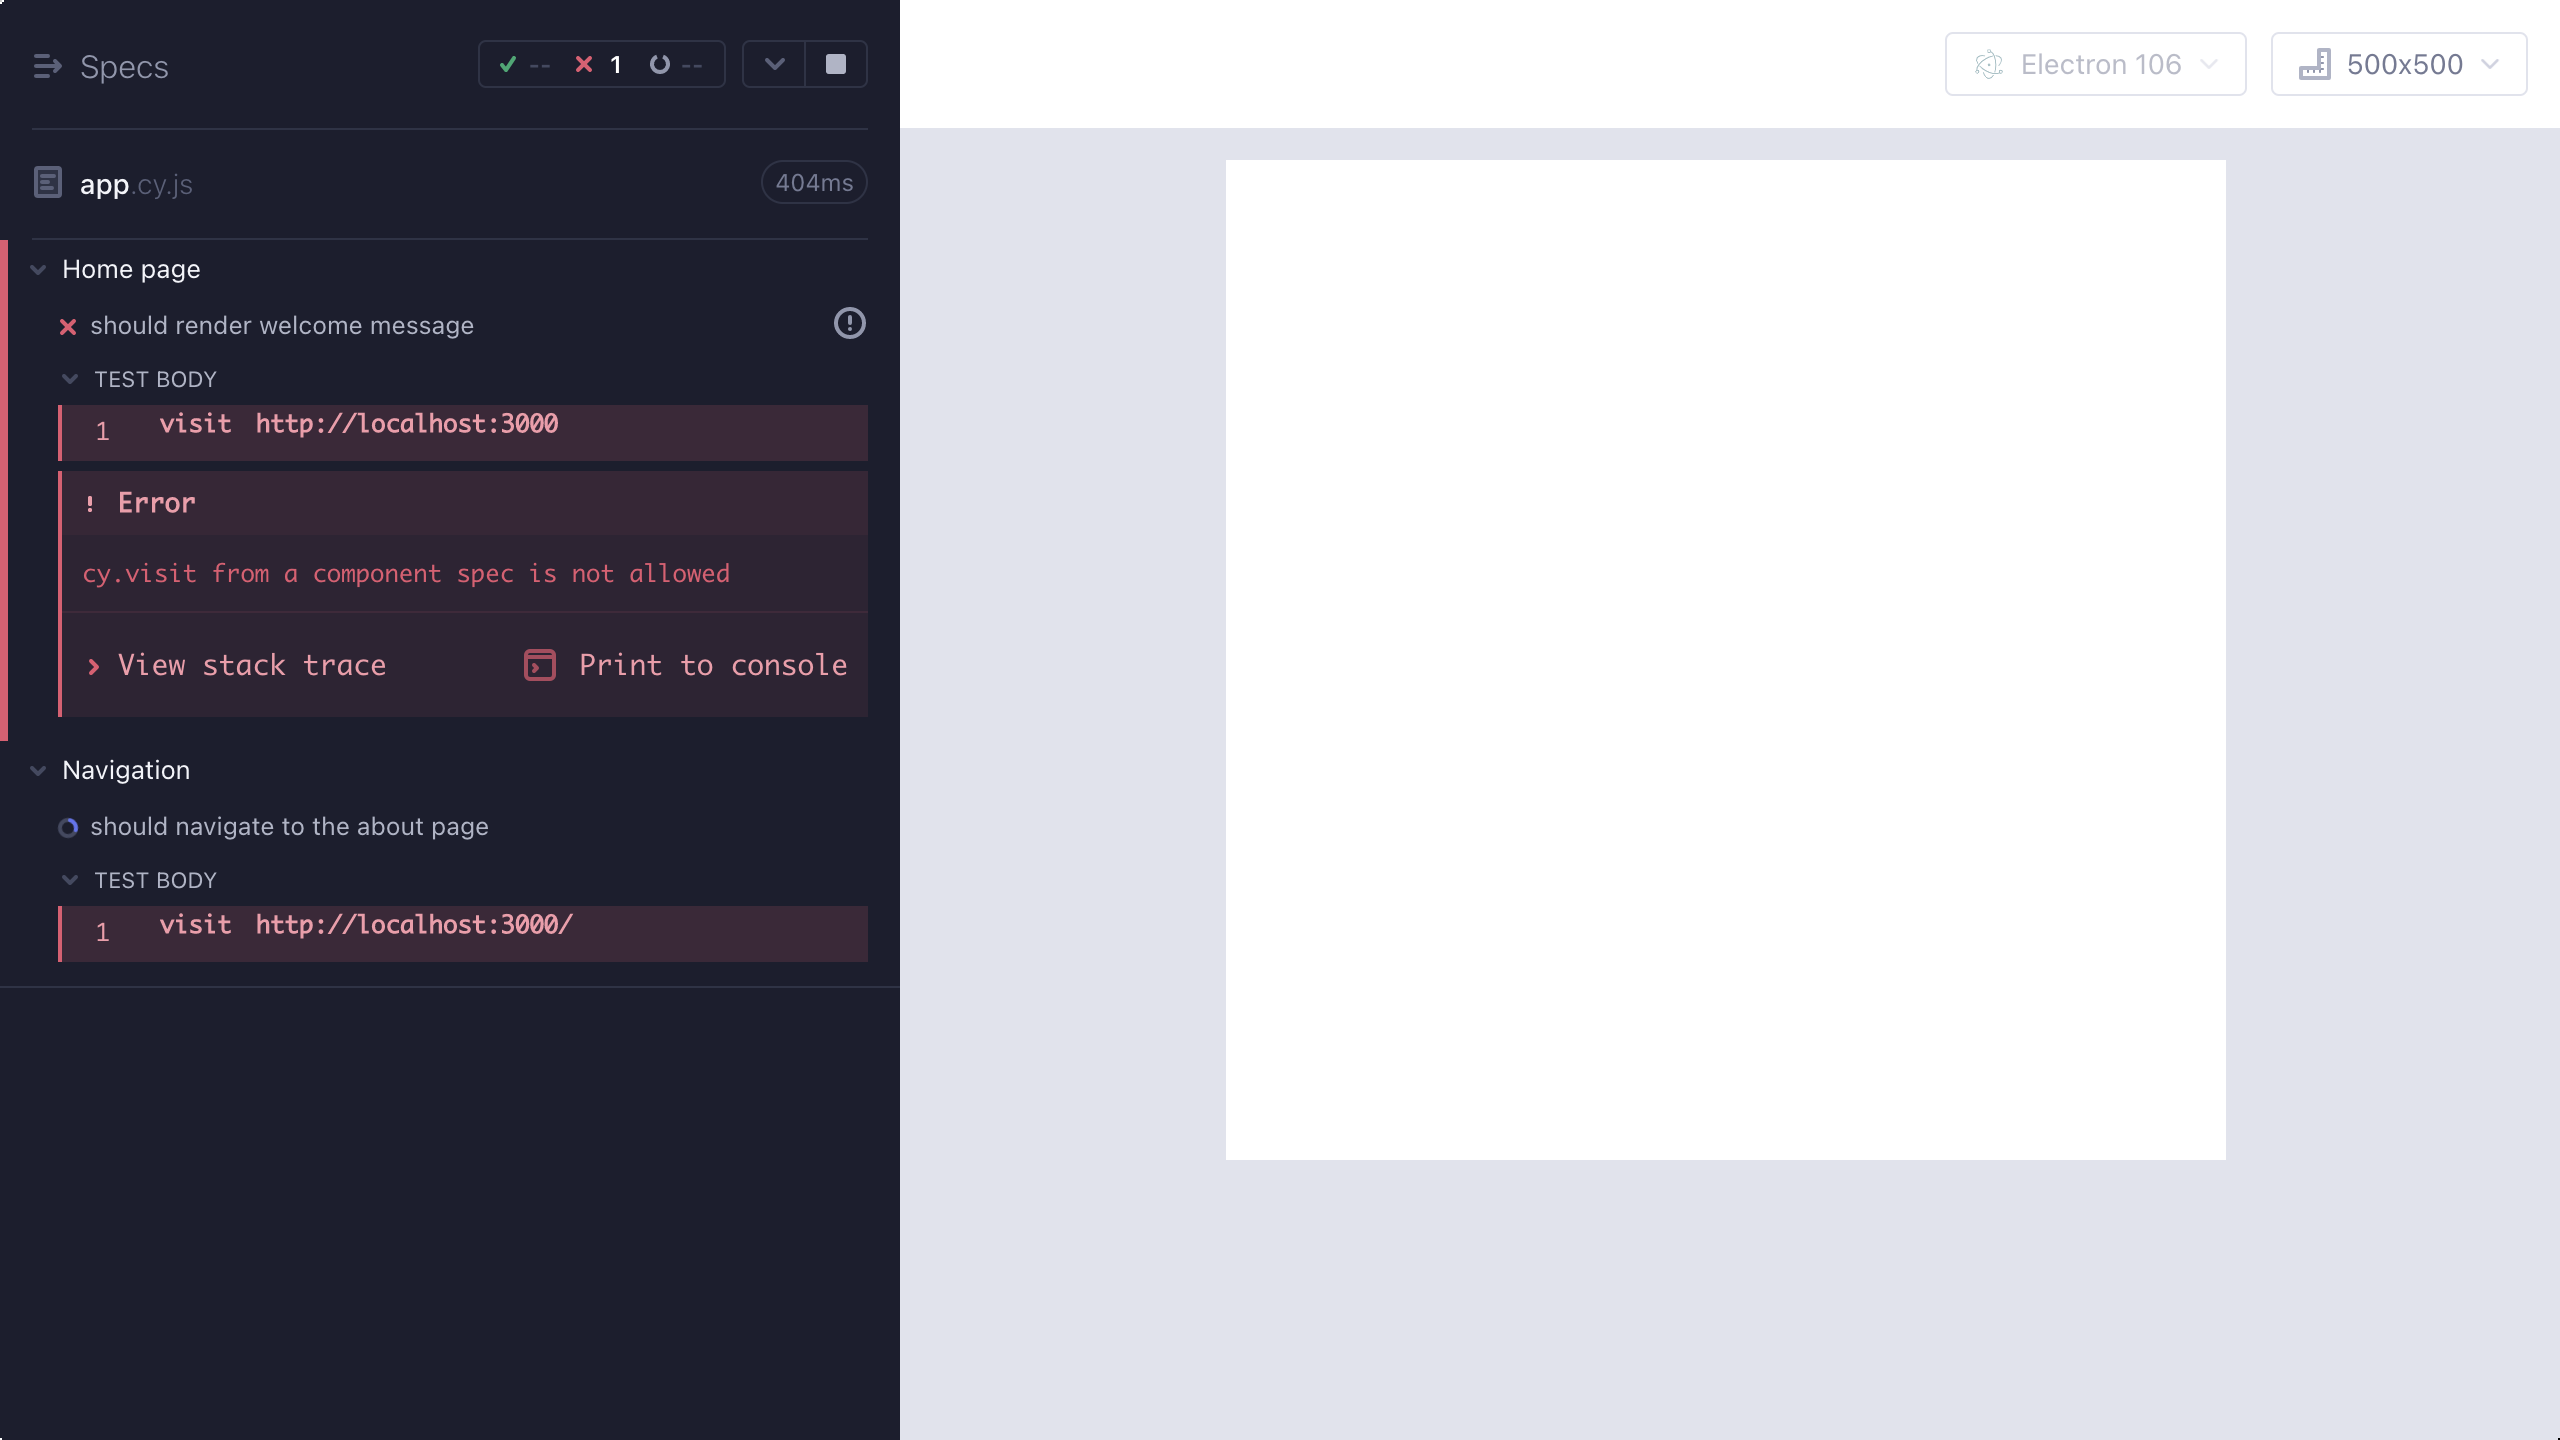 Specs
-- 1 --
Electron 106
500x500
app.cy.js
404ms
Home page
should render welcome message
TEST BODY
1 visit http://localhost:3000
! Error
cy.visit from a component spec is not allowed
View stack trace
Print to console
Navigation
should navigate to the about page
TEST BODY
1 visit http://localhost:3000/